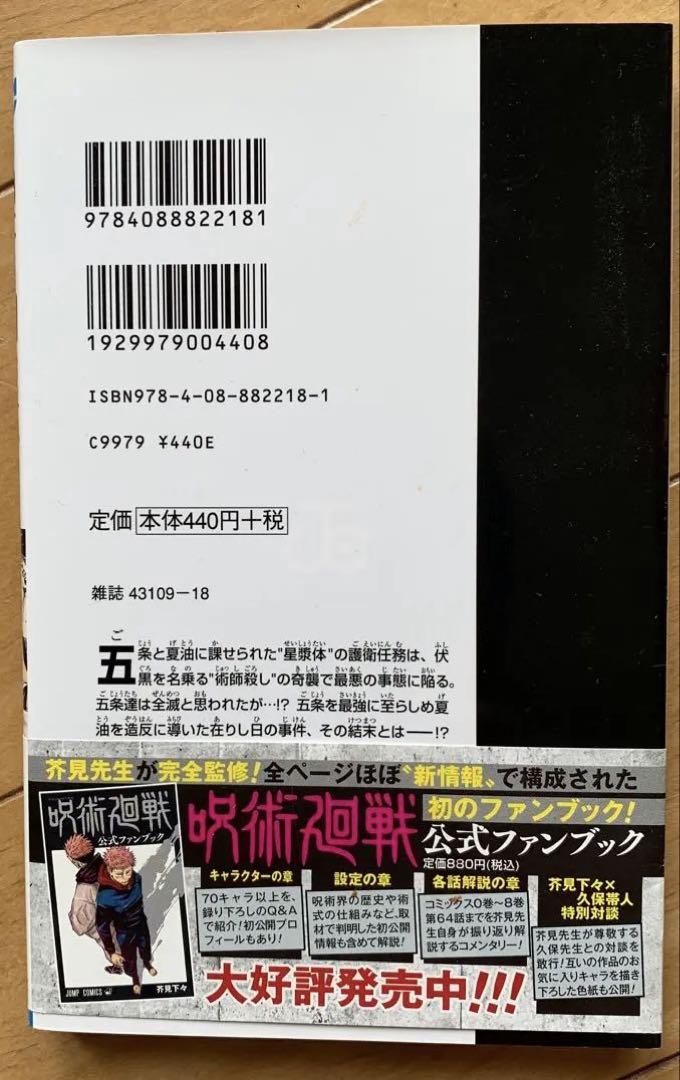 9784088822181
1929979004408
ISBN978-4-08-882218-1
C9979 ¥440E
定価 本体440円+税
雑誌 43109-18
五条と夏油に課せられた"星漿体"の護衛任務は、伏
黒を名乗る"術師殺し"の奇襲で最悪の事態に陥る。
五条達は全滅と思われたが…!? 五条を最強に至らしめ夏
油を造反に導いた在りし日の事件、その結末とは――!?
芥見先生が完全監修!全ページほぼ"新情報"で構成された
初のファンブック!
呪術廻戦
公式ファンブック
定価880円(税込)
呪術廻戦
公式ファンブック
JUMP COMICS
芥見下々
キャラクターの章
70キャラ以上を、
録り下ろしのQ&A
で紹介!初公開プロ
フィールもあり!
設定の章
呪術界の歴史や術
式の仕組みなど、取
材で判明した初公開
情報も含めて解説!
各話解説の章
コミックス0巻〜8巻
第64話までを芥見先
生自身が振り返り解
説するコメンタリー!
芥見下々×
久保帯人
特別対談
芥見先生が尊敬する
久保先生との対談を
敢行!互いの作品のお
気に入りキャラを描き
下ろした色紙も公開!
大好評発売中!!!